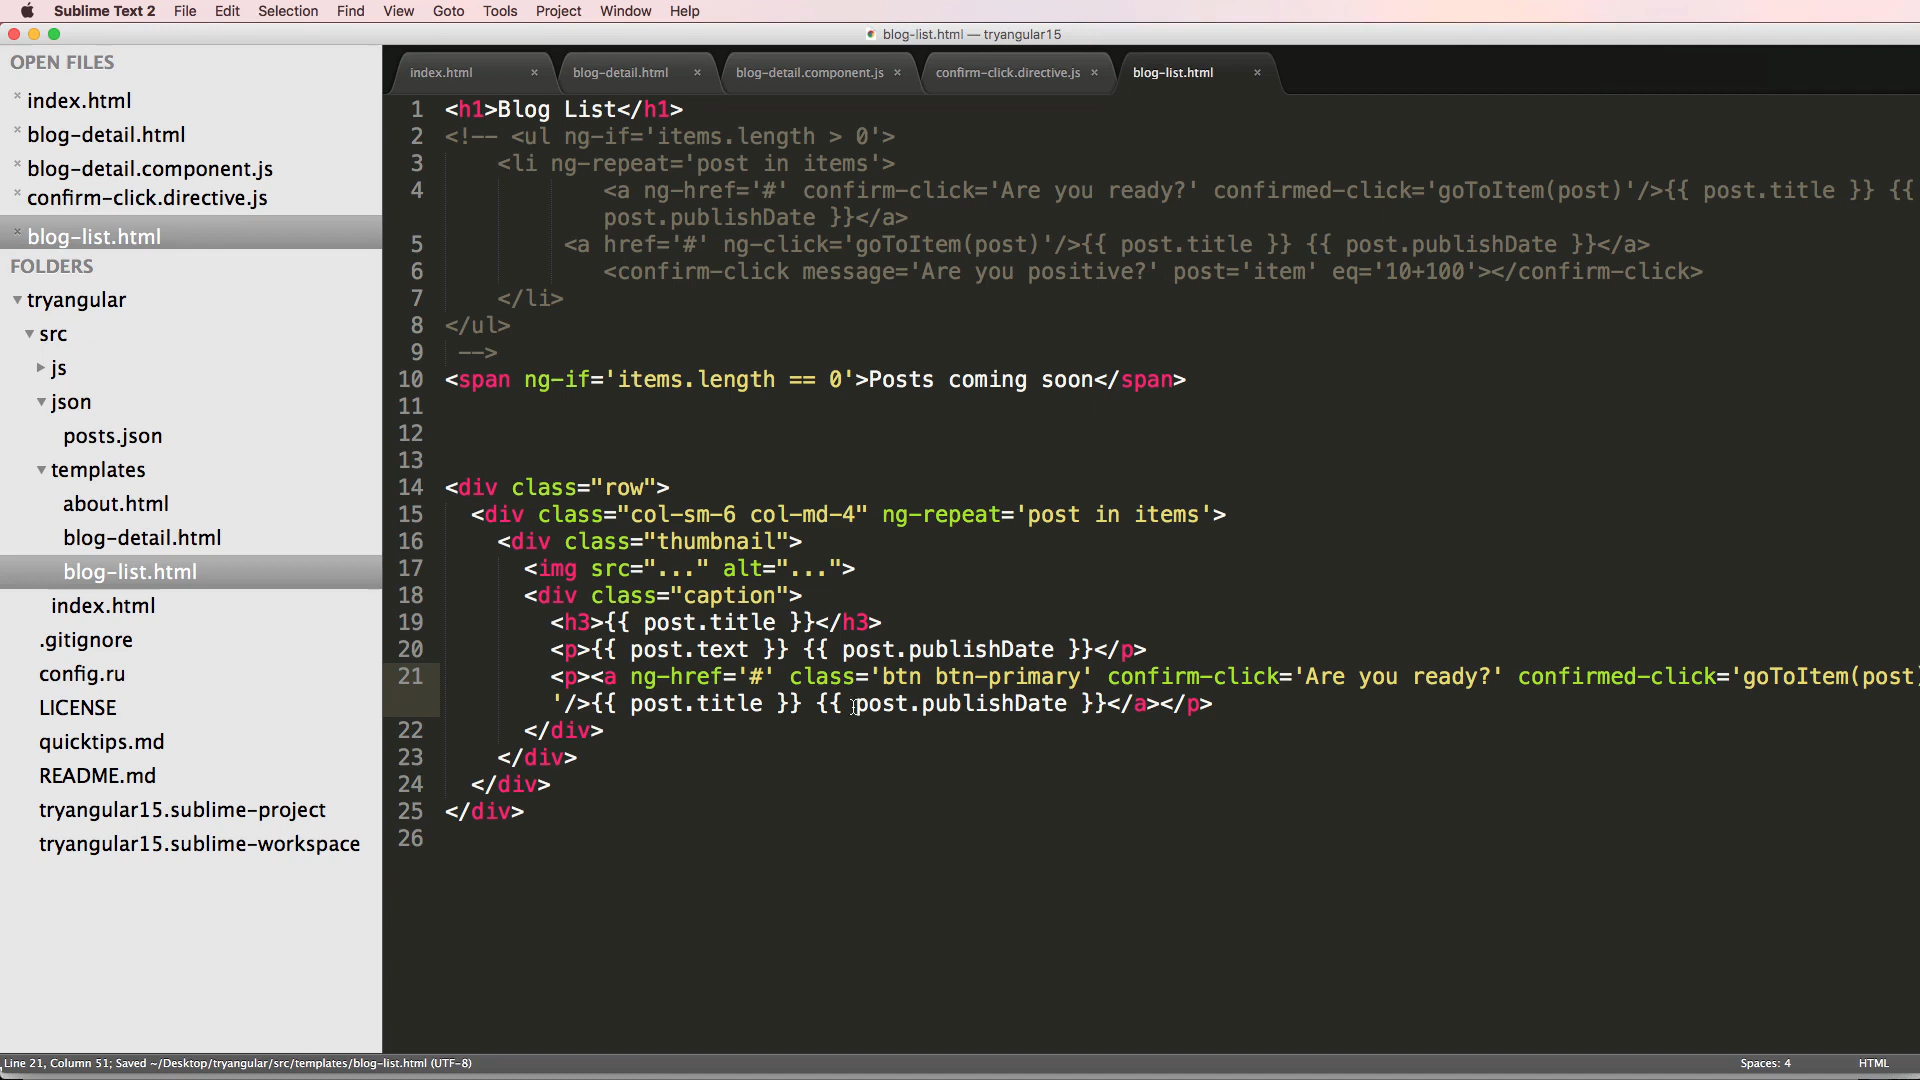 Sublime Text 2 File Edit Selection Find View Goto Tools Project Window Help
blog-list.html — tryangular15
OPEN FILES
index.html
blog-detail.html
blog-detail.component.js
confirm-click.directive.js
blog-list.html
FOLDERS
tryangular
src
js
json
posts.json
templates
about.html
blog-detail.html
blog-list.html
index.html
.gitignore
config.ru
LICENSE
quicktips.md
README.md
tryangular15.sublime-project
tryangular15.sublime-workspace
index.html × blog-detail.html × blog-detail.component.js × confirm-click.directive.js × blog-list.html ×
1 <h1>Blog List</h1>
2 <!-- <ul ng-if='items.length > 0'>
3 <li ng-repeat='post in items'>
4 <a ng-href='#' confirm-click='Are you ready?' confirmed-click='goToItem(post)'/>{{ post.title }} {{
post.publishDate }}</a>
5 <a href='#' ng-click='goToItem(post)'/>{{ post.title }} {{ post.publishDate }}</a>
6 <confirm-click message='Are you positive?' post='item' eq='10+100'></confirm-click>
7 </li>
8 </ul>
9 -->
10 <span ng-if='items.length == 0'>Posts coming soon</span>
11
12
13
14 <div class="row">
15 <div class="col-sm-6 col-md-4" ng-repeat='post in items'>
16 <div class="thumbnail">
17 <img src="..." alt="...">
18 <div class="caption">
19 <h3>{{ post.title }}</h3>
20 <p>{{ post.text }} {{ post.publishDate }}</p>
21 <p><a ng-href='#' class='btn btn-primary' confirm-click='Are you ready?' confirmed-click='goToItem(post)
'/>{{ post.title }} {{ post.publishDate }}</a></p>
22 </div>
23 </div>
24 </div>
25 </div>
26
Line 21, Column 51; Saved ~/Desktop/tryangular/src/templates/blog-list.html (UTF-8) Spaces: 4 HTML